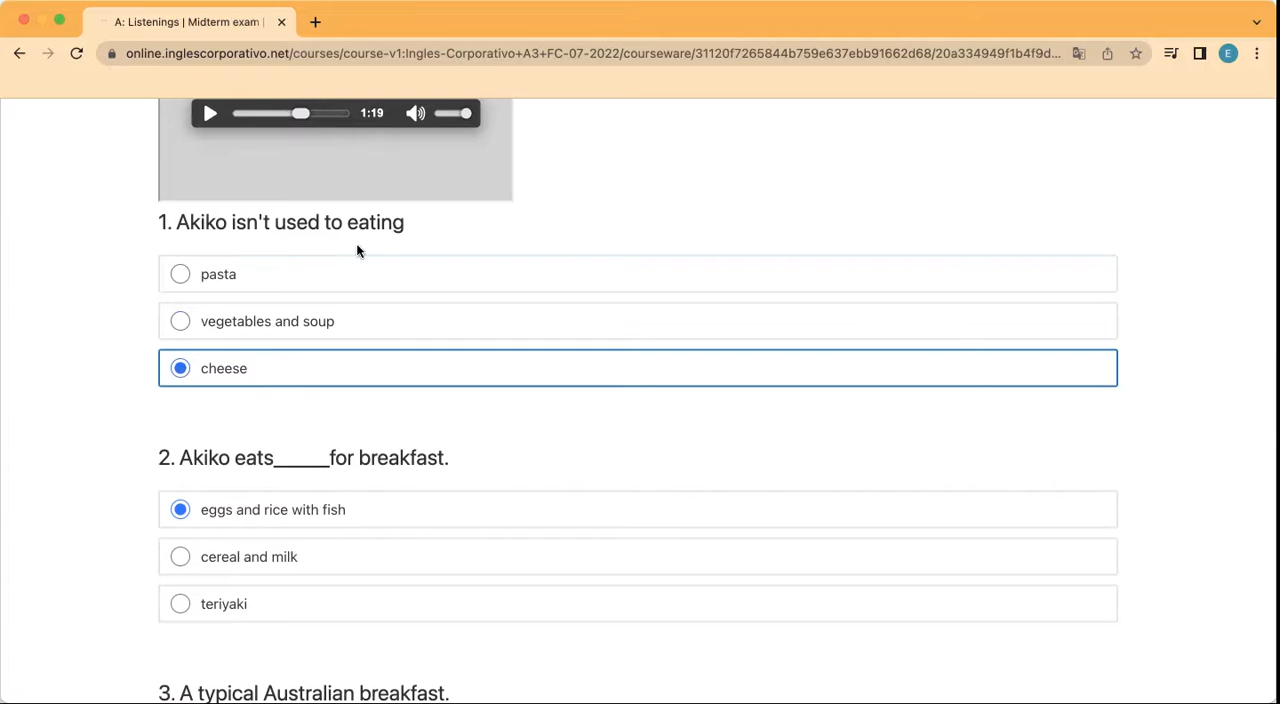 A: Listenings | Midterm exam |
online.inglescorporativo.net/courses/course-v1:Ingles-Corporativo+A3+FC-07-2022/courseware/31120f7265844b759e637ebb91662d68/20a334949f1b4f9d...
E
1:19
1. Akiko isn't used to eating
pasta
vegetables and soup
cheese
2. Akiko eats______for breakfast.
eggs and rice with fish
cereal and milk
teriyaki
3. A typical Australian breakfast.